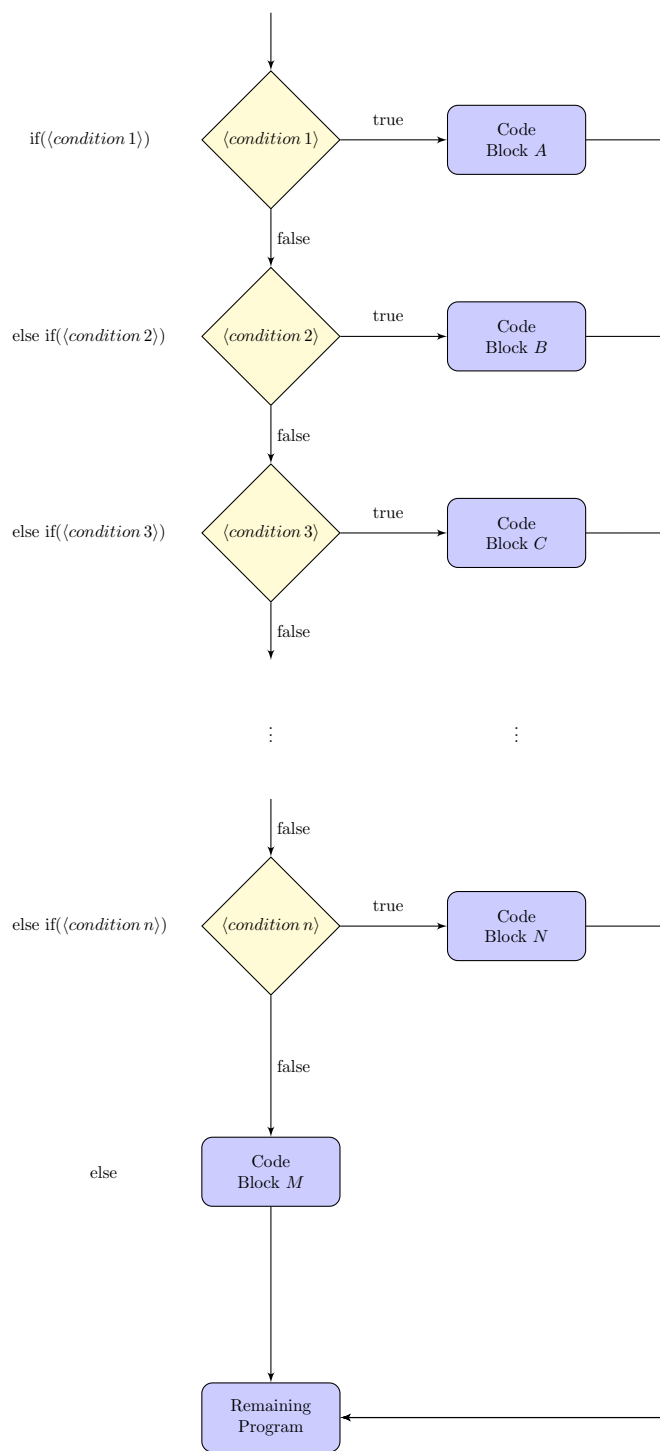 if(⟨condition 1⟩)
⟨condition 1⟩
true
Code
Block A
false
else if(⟨condition 2⟩)
⟨condition 2⟩
true
Code
Block B
false
else if(⟨condition 3⟩)
⟨condition 3⟩
true
Code
Block C
false
⋮
⋮
false
else if(⟨condition n⟩)
⟨condition n⟩
true
Code
Block N
false
else
Code
Block M
Remaining
Program